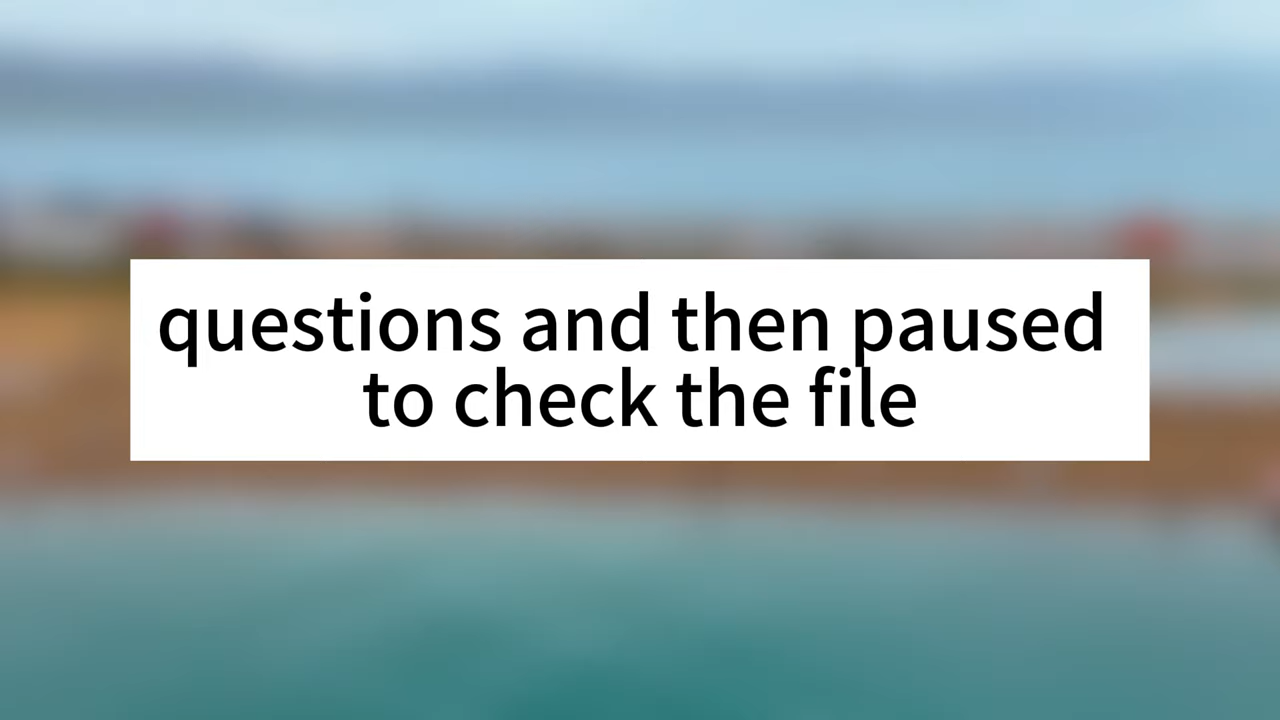 questions and then paused
to check the file